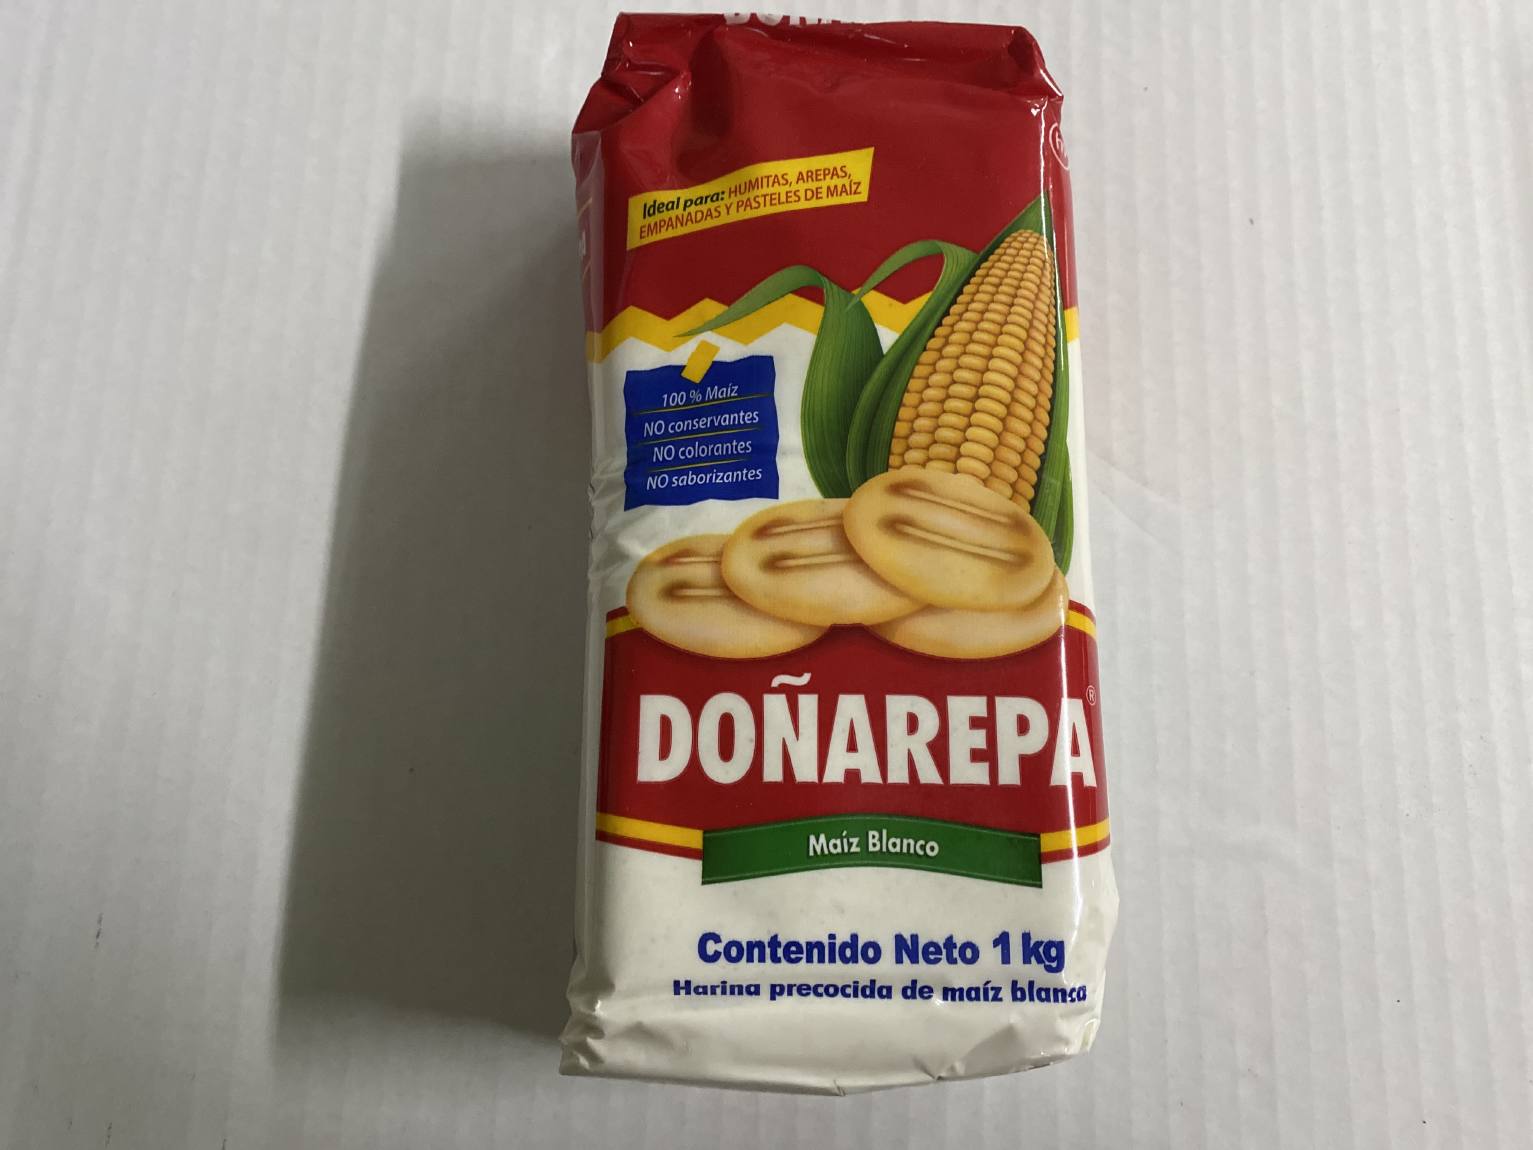 Ideal para: HUMITAS, AREPAS,
EMPANADAS Y PASTELES DE MAÍZ
100 % Maíz
NO conservantes
NO colorantes
NO saborizantes
DOÑAREPA®
Maíz Blanco
Contenido Neto 1 kg
Harina precocida de maíz blanco